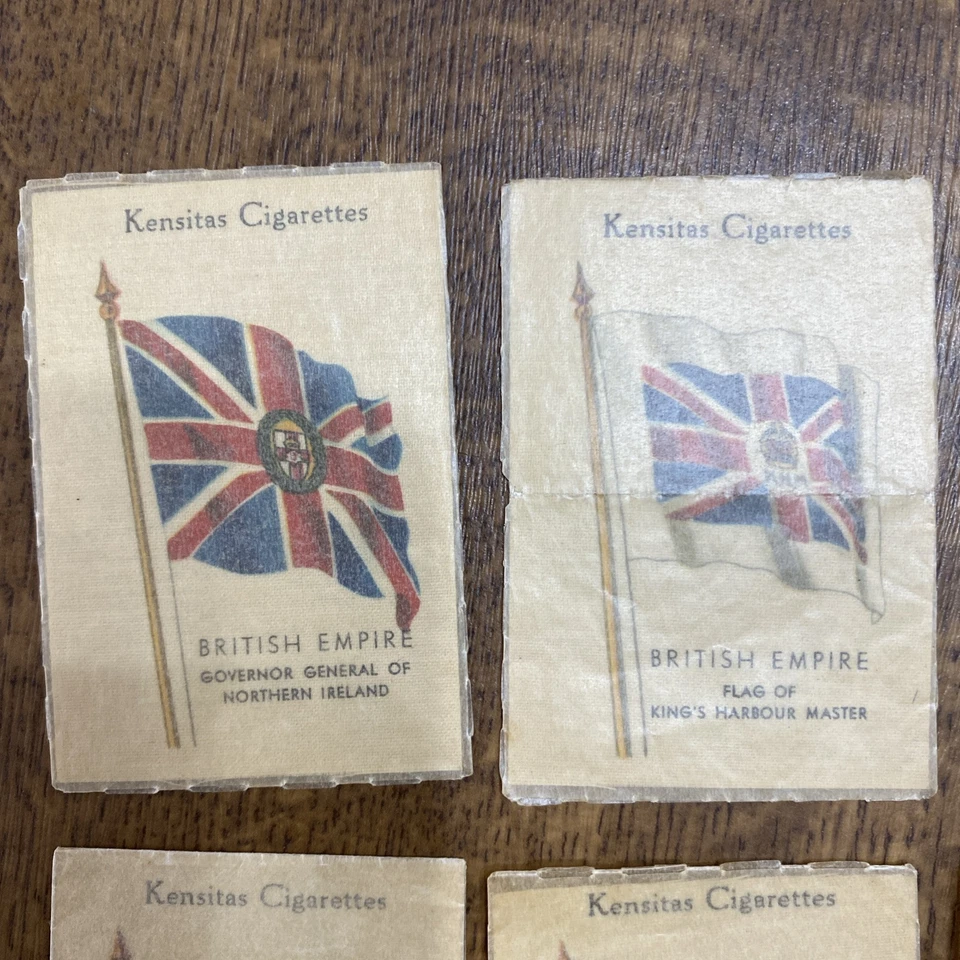 Kensitas Cigarettes
BRITISH EMPIRE
GOVERNOR GENERAL OF
NORTHERN IRELAND
Kensitas Cigarettes
BRITISH EMPIRE
FLAG OF
KING'S HARBOUR MASTER
Kensitas Cigarettes
Kensitas Cigarettes